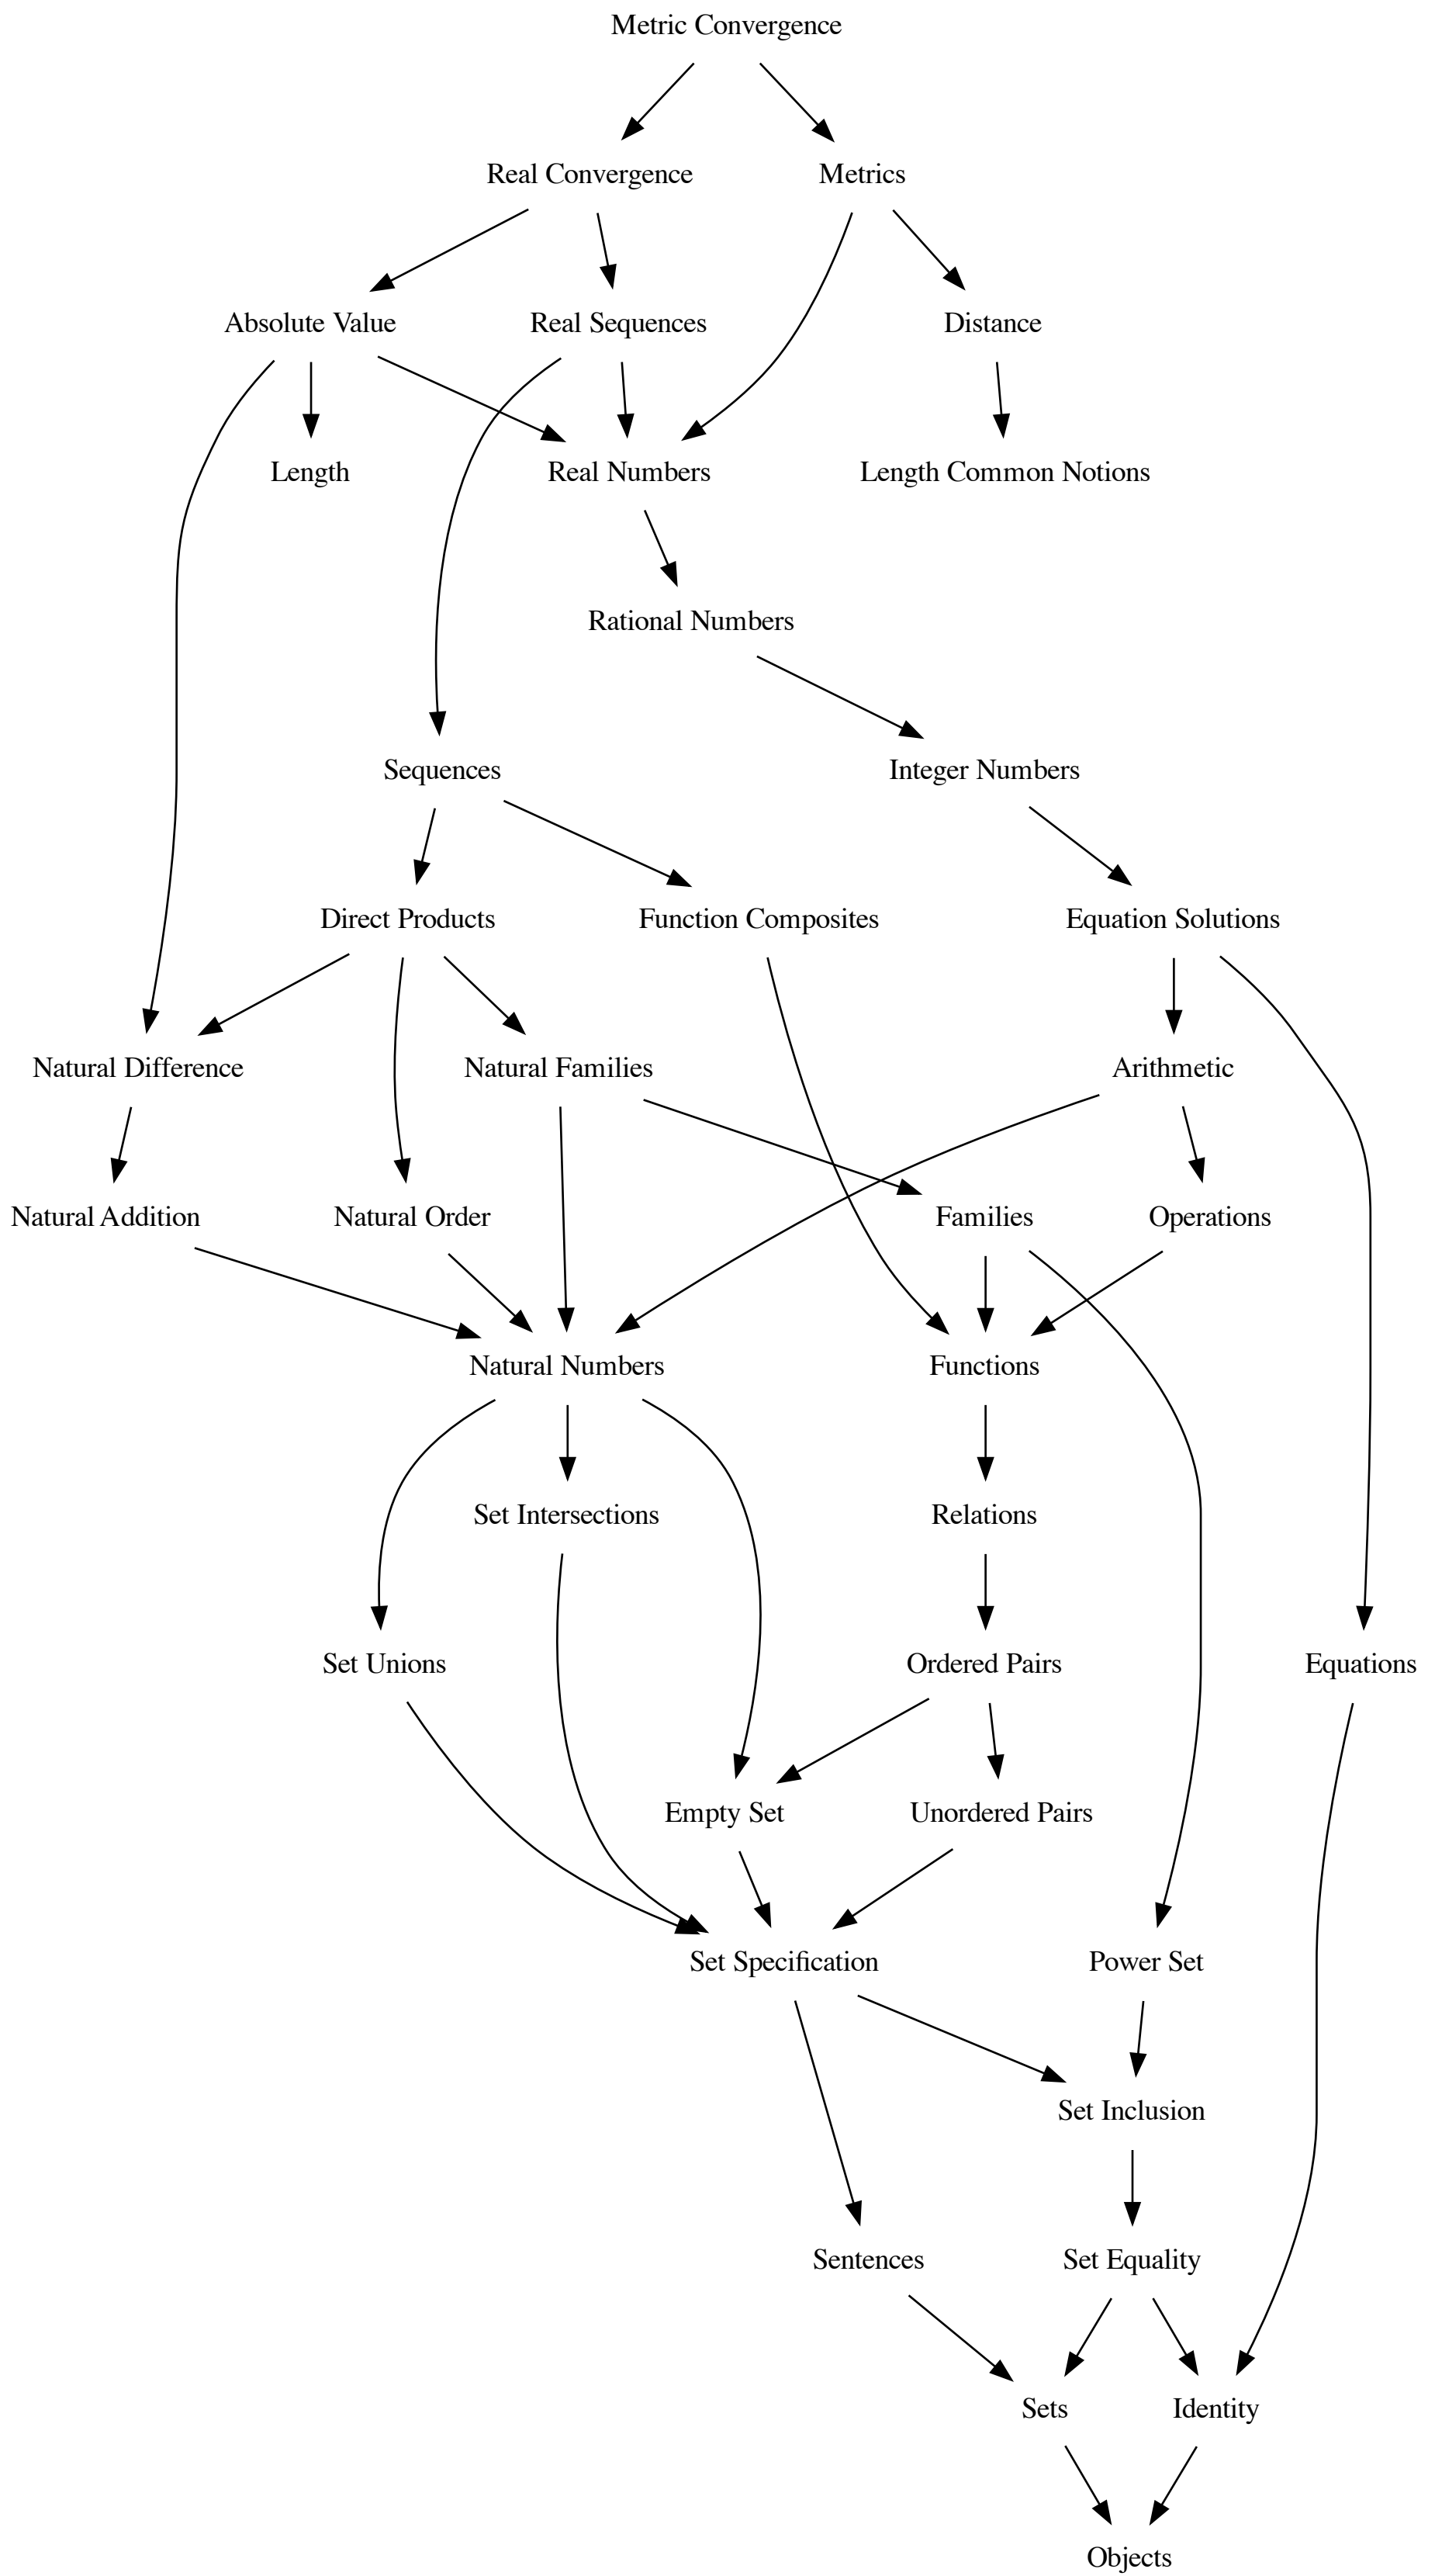 Metric Convergence
Real Convergence
Metrics
Absolute Value
Real Sequences
Distance
Length
Real Numbers
Length Common Notions
Rational Numbers
Sequences
Integer Numbers
Direct Products
Function Composites
Equation Solutions
Natural Difference
Natural Families
Arithmetic
Natural Addition
Natural Order
Families
Operations
Natural Numbers
Functions
Set Intersections
Relations
Set Unions
Ordered Pairs
Equations
Empty Set
Unordered Pairs
Set Specification
Power Set
Set Inclusion
Sentences
Set Equality
Sets
Identity
Objects